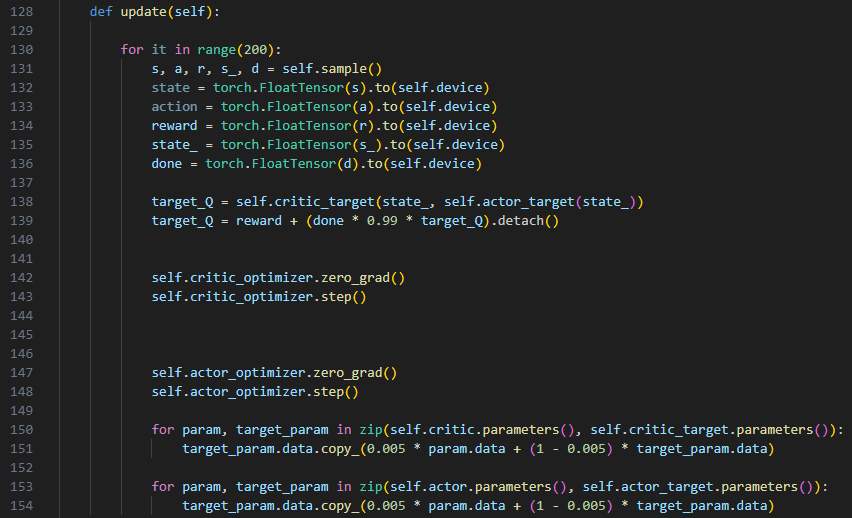 128 def update(self):
129
130 for it in range(200):
131 s, a, r, s_, d = self.sample()
132 state = torch.FloatTensor(s).to(self.device)
133 action = torch.FloatTensor(a).to(self.device)
134 reward = torch.FloatTensor(r).to(self.device)
135 state_ = torch.FloatTensor(s_).to(self.device)
136 done = torch.FloatTensor(d).to(self.device)
137
138 target_Q = self.critic_target(state_, self.actor_target(state_))
139 target_Q = reward + (done * 0.99 * target_Q).detach()
140
141
142 self.critic_optimizer.zero_grad()
143 self.critic_optimizer.step()
144
145
146
147 self.actor_optimizer.zero_grad()
148 self.actor_optimizer.step()
149
150 for param, target_param in zip(self.critic.parameters(), self.critic_target.parameters()):
151 target_param.data.copy_(0.005 * param.data + (1 - 0.005) * target_param.data)
152
153 for param, target_param in zip(self.actor.parameters(), self.actor_target.parameters()):
154 target_param.data.copy_(0.005 * param.data + (1 - 0.005) * target_param.data)